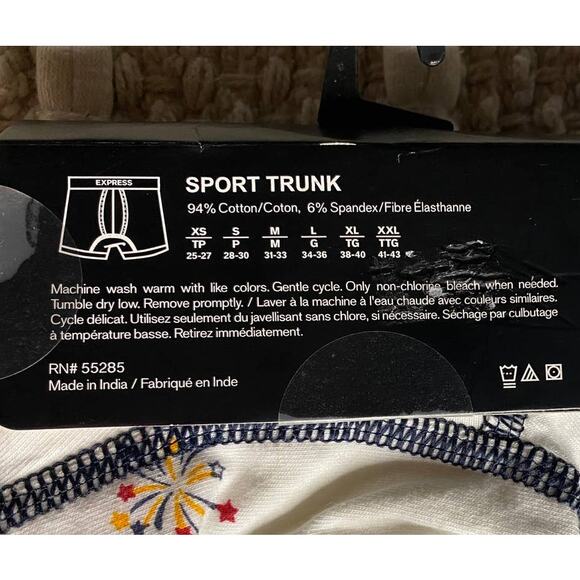 EXPRESS
SPORT TRUNK
94% Cotton/Coton, 6% Spandex/Fibre Élasthanne
XS S M L XL XXL
TP P M G TG TTG
25-27 28-30 31-33 34-36 38-40 41-43
Machine wash warm with like colors. Gentle cycle. Only non-chlorine bleach when needed.
Tumble dry low. Remove promptly. / Laver à la machine à l'eau chaude avec couleurs similaires.
Cycle délicat. Utilizez seulement du javellisant sans chlore, si nécessaire. Séchage par culbutage
à température basse. Retirez immédiatement.
RN# 55285
Made in India / Fabriqué en Inde